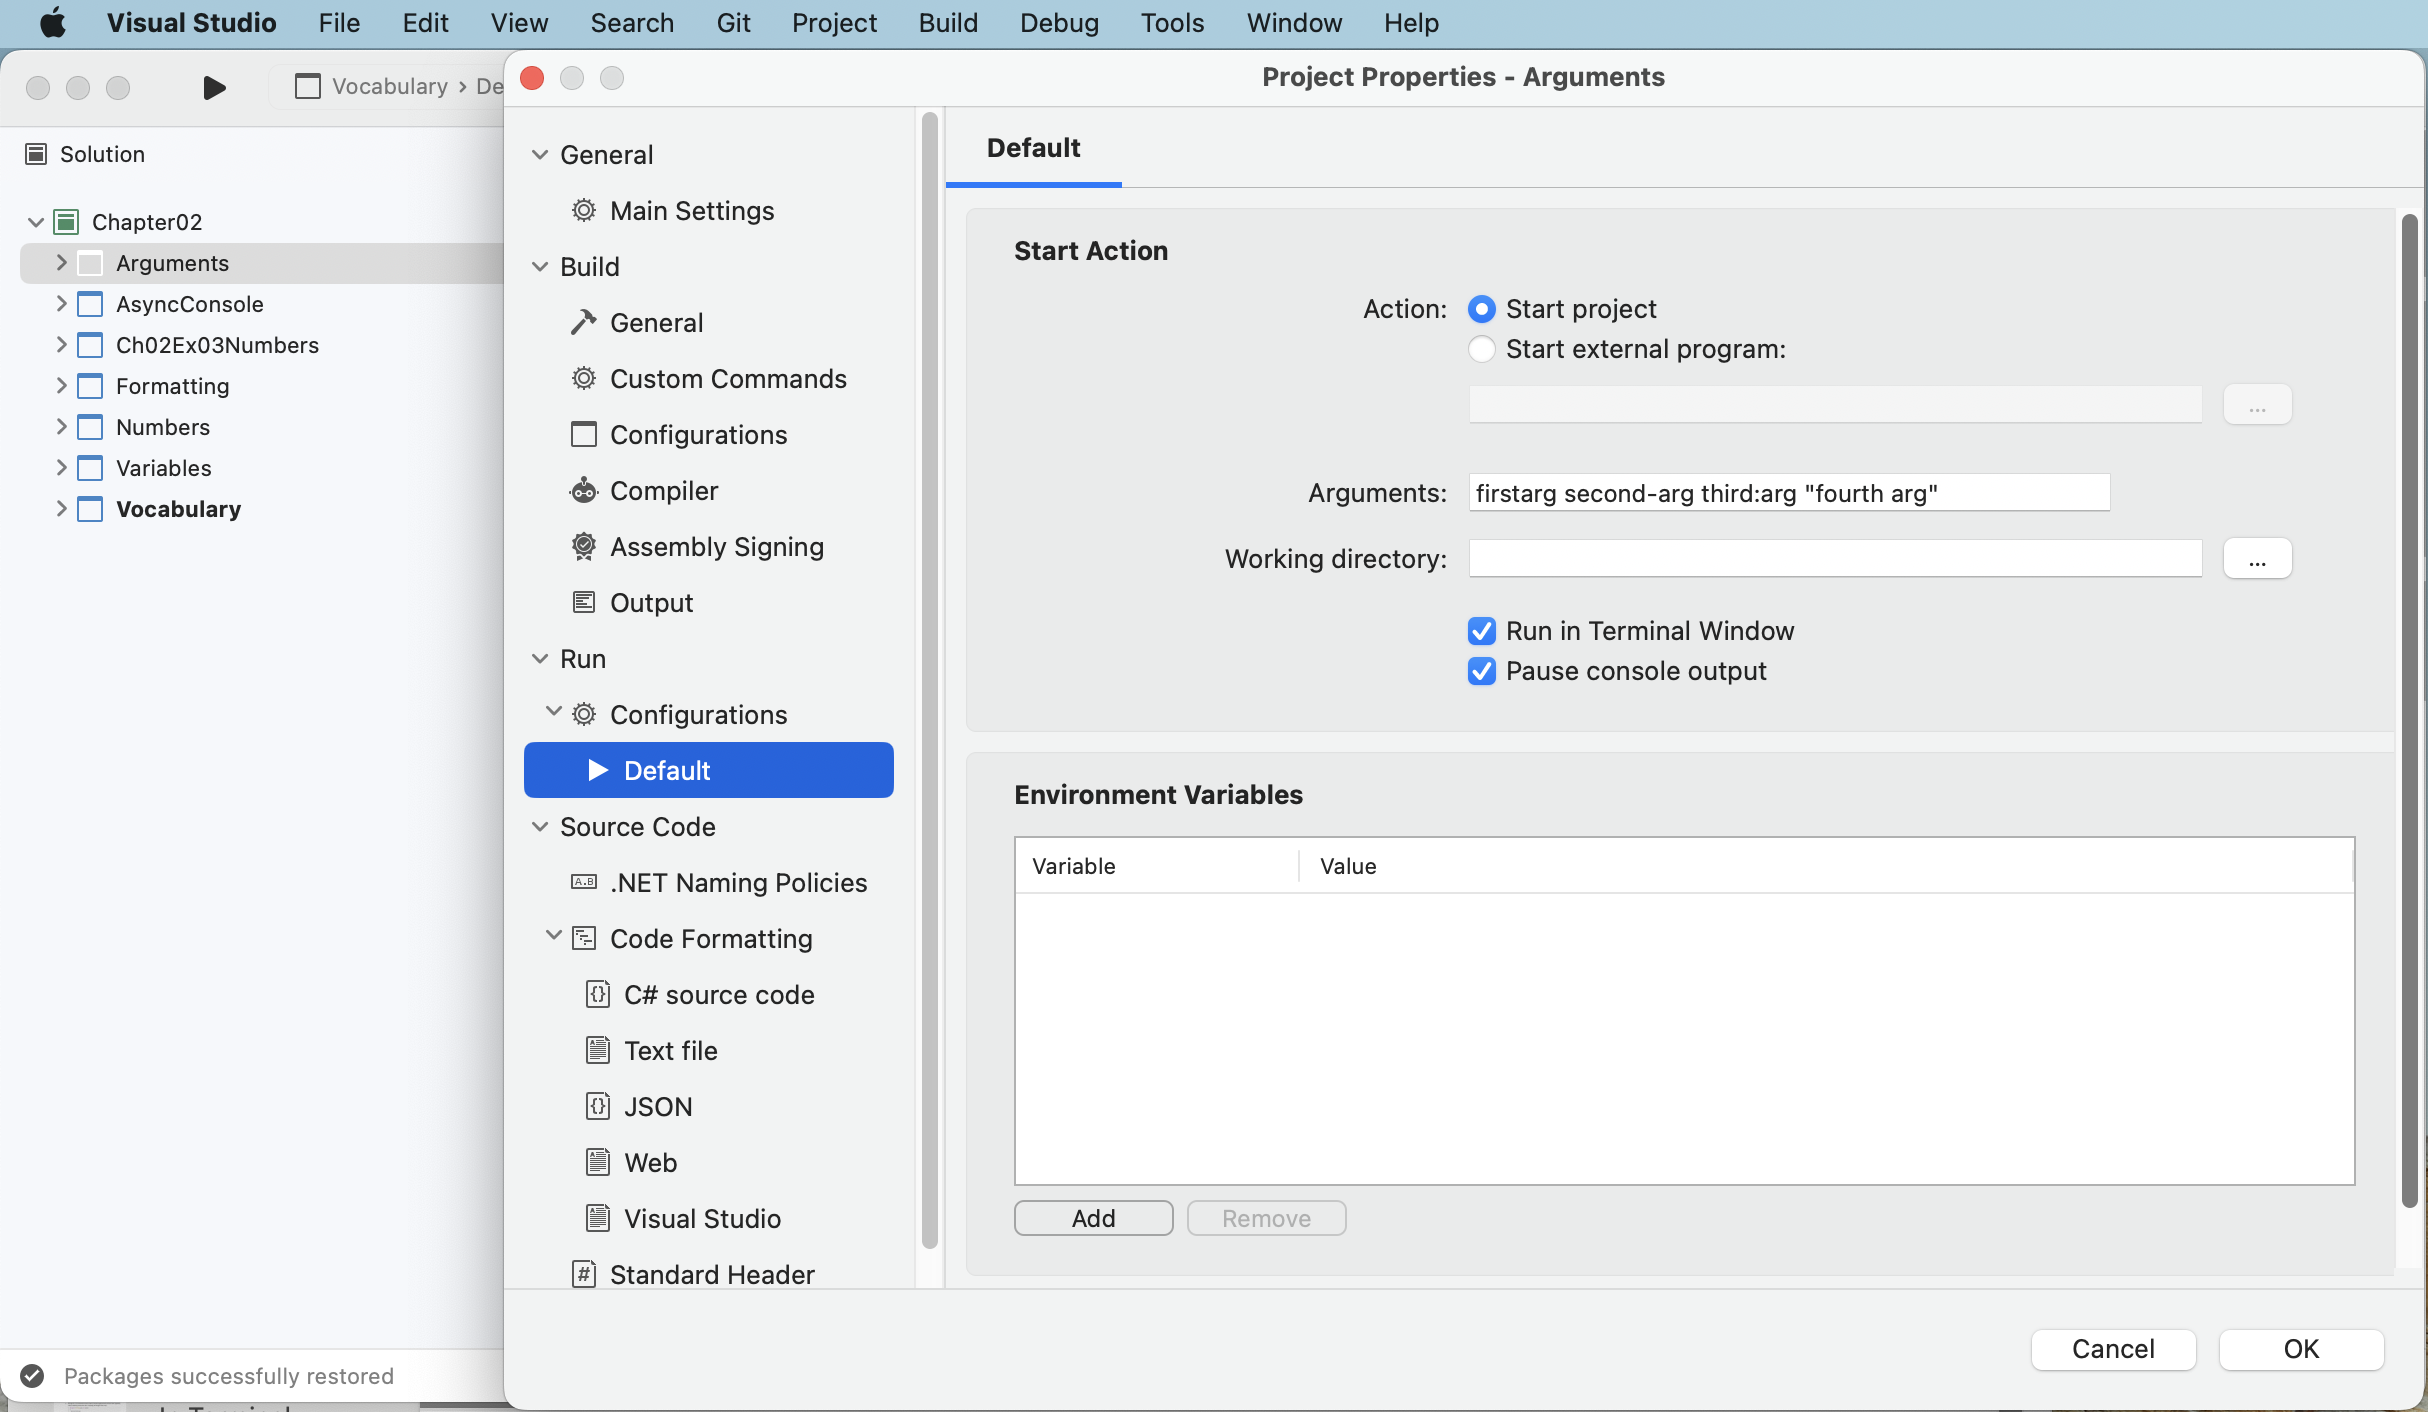 Visual Studio File Edit View Search Git Project Build Debug Tools Window Help
Vocabulary › De
Solution
Chapter02
Arguments
AsyncConsole
Ch02Ex03Numbers
Formatting
Numbers
Variables
Vocabulary
Packages successfully restored
Project Properties - Arguments
General
Main Settings
Build
General
Custom Commands
Configurations
Compiler
Assembly Signing
Output
Run
Configurations
Default
Source Code
.NET Naming Policies
Code Formatting
C# source code
Text file
JSON
Web
Visual Studio
Standard Header
Default
Start Action
Action: Start project
Start external program:
...
Arguments: firstarg second-arg third:arg "fourth arg"
Working directory: ...
Run in Terminal Window
Pause console output
Environment Variables
Variable Value
Add Remove
Cancel OK